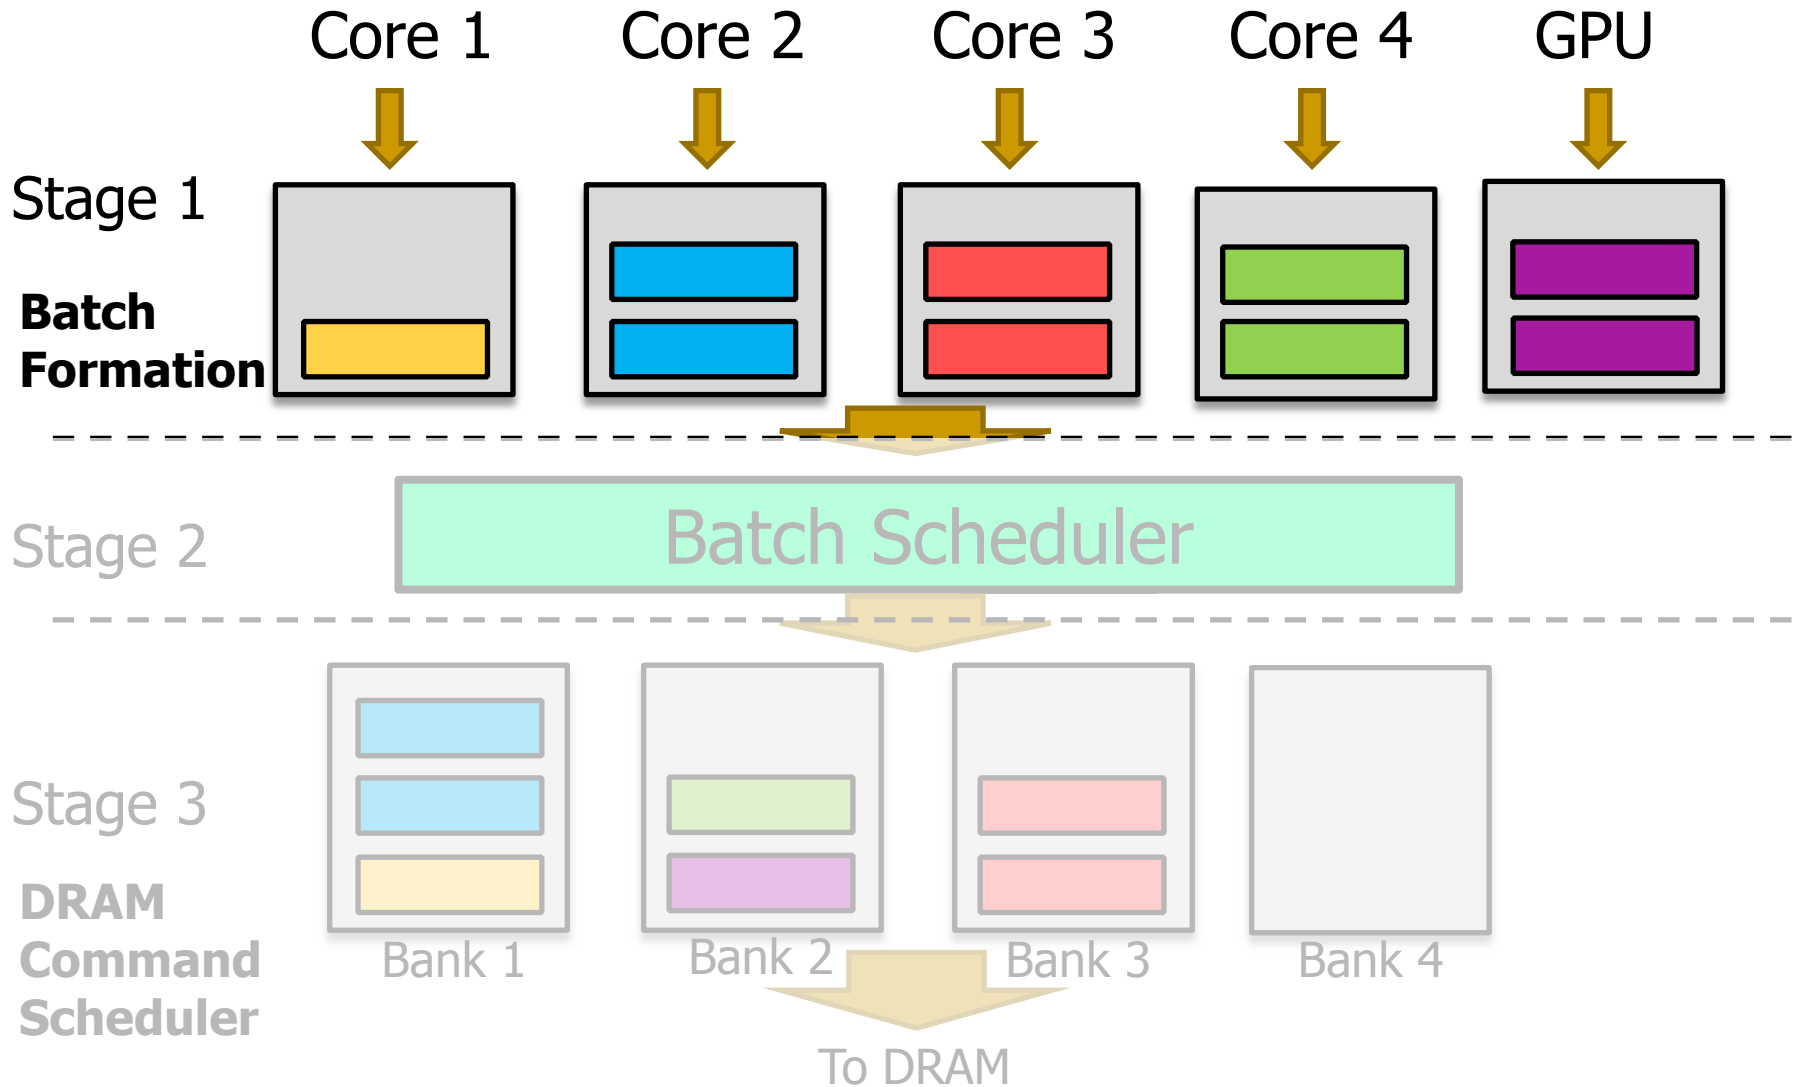 Core 1 Core 2 Core 3 Core 4 GPU
Stage 1
Batch
Formation
Batch Scheduler
Stage 2
Stage 3
DRAM
Command
Scheduler
Bank 1 Bank 2 Bank 3 Bank 4
To DRAM